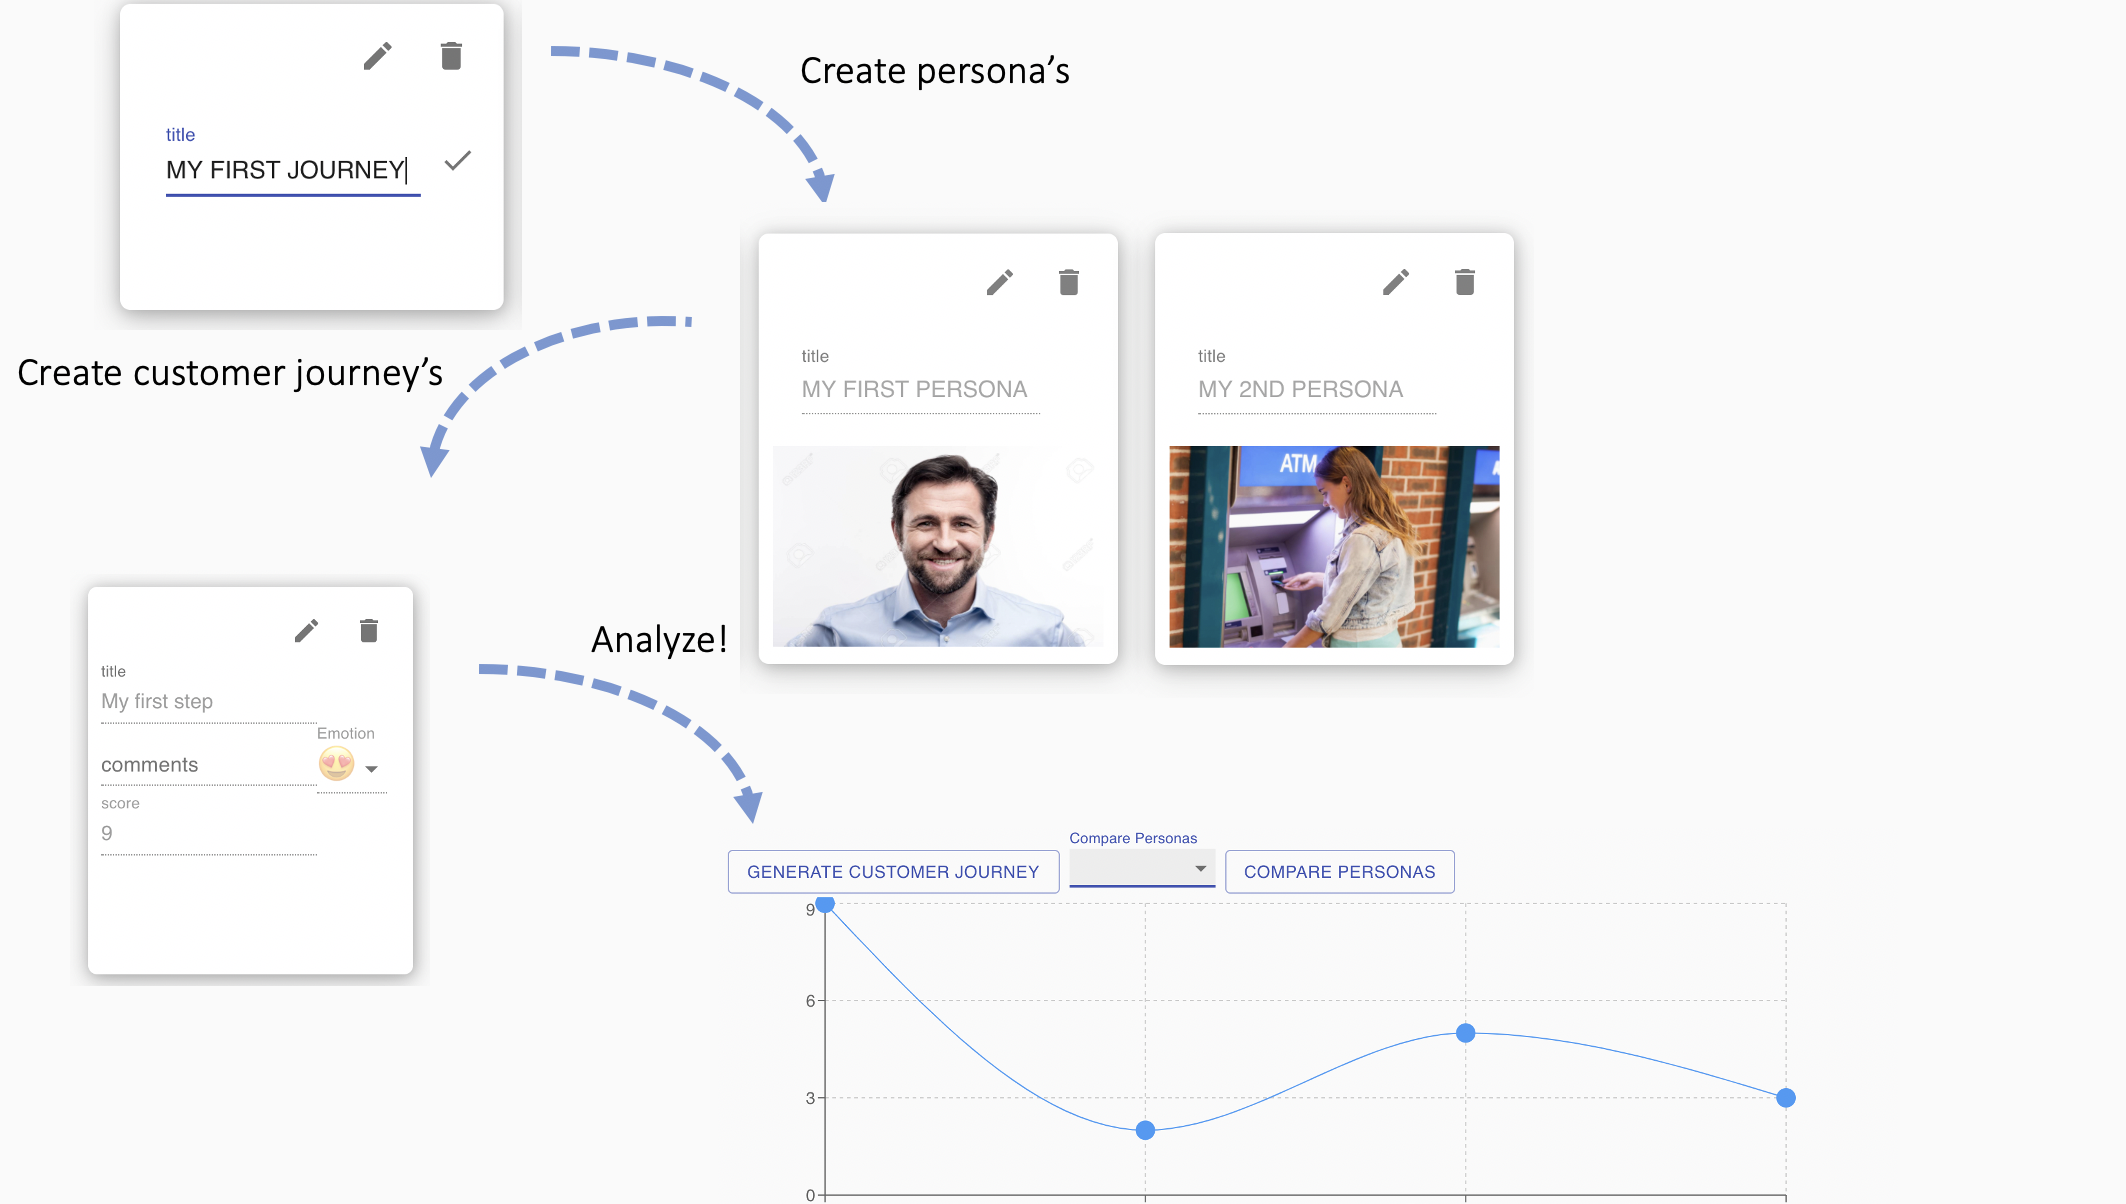 title
MY FIRST JOURNEY
Create persona’s
title
MY FIRST PERSONA
title
MY 2ND PERSONA
ATM
Create customer journey’s
Analyze!
title
My first step
Emotion
comments
score
9
Compare Personas
GENERATE CUSTOMER JOURNEY
COMPARE PERSONAS
9
6
3
0